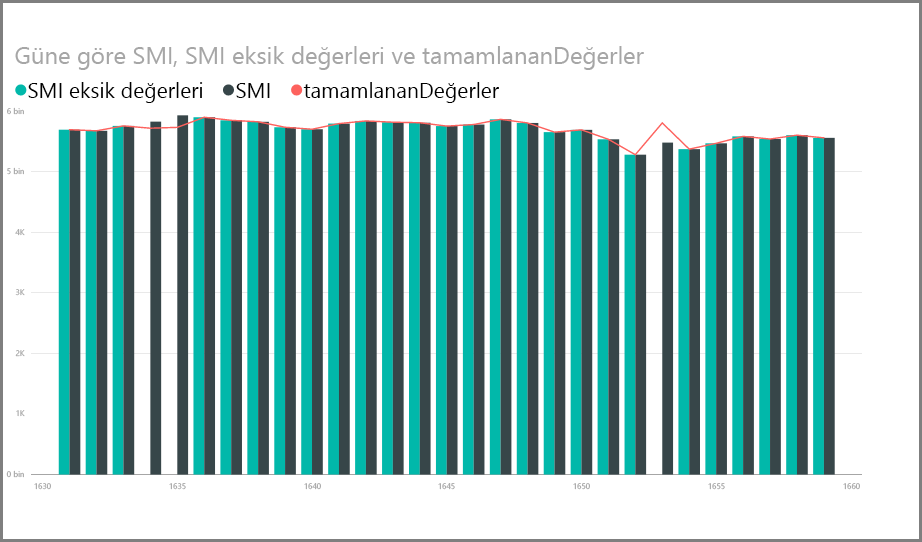 Güne göre SMI, SMI eksik değerleri ve tamamlananDeğerler
SMI eksik değerleri SMI tamamlananDeğerler
6 bin
5 bin
4K
3K
2K
1K
0 bin
1630 1635 1640 1645 1650 1655 1660